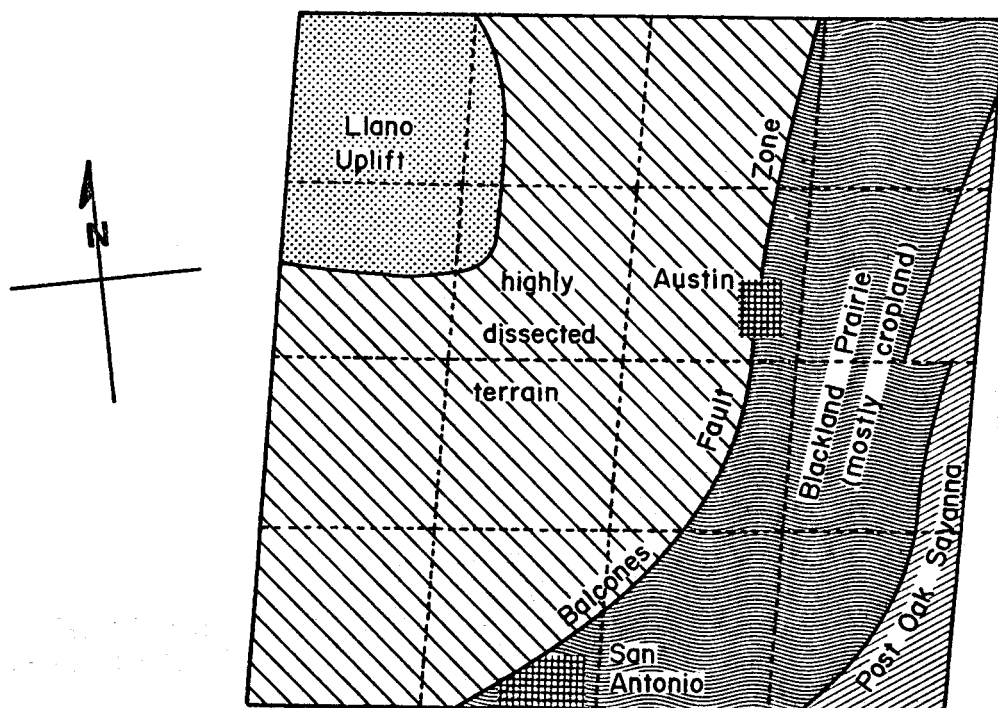 Llano
Uplift
N
highly
dissected
terrain
Austin
Balcones Fault Zone
Blackland Prairie
(mostly cropland)
San
Antonio
Post Oak Savanna